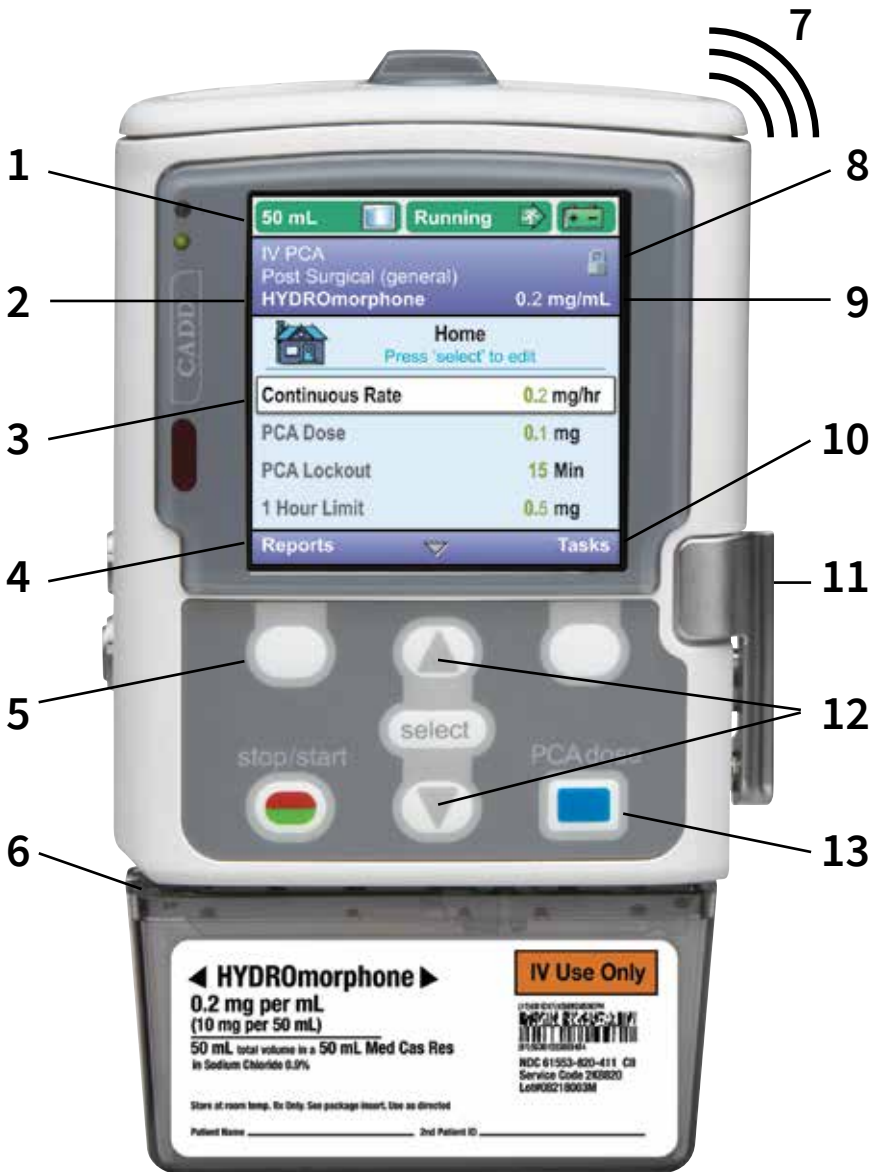 7
1
8
50 mL Running
IV PCA
Post Surgical (general)
2
HYDROmorphone 0.2 mg/mL
9
CADD
Home
Press 'select' to edit
3
Continuous Rate 0.2 mg/hr
PCA Dose 0.1 mg
10
PCA Lockout 15 Min
1 Hour Limit 0.5 mg
4
Reports Tasks
11
5
select
12
stop/start PCA dose
6
13
HYDROmorphone
0.2 mg per mL
(10 mg per 50 mL)
50 mL total volume in a 50 mL Med Cas Res
in Sodium Chloride 0.9%
Store at room temp. Rx Only. See package insert. Use as directed
Patient Name 2nd Patient ID
IV Use Only
NDC 61553-820-411 CII
Service Code 2K8820